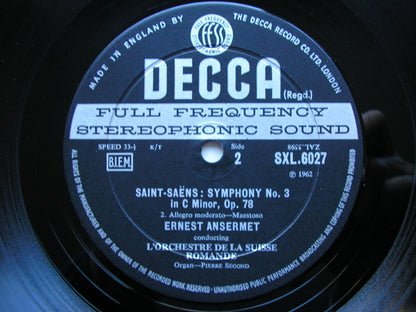 MADE IN ENGLAND BY
THE DECCA RECORD CO. LTD. LONDON
FULL FREQUENCY
FFSS
DECCA (Regd.)
FULL FREQUENCY
STEREOPHONIC SOUND
SPEED 33⅓ K/T
BIEM
Side
2
SXL.6027
℗ 1962
SAINT-SAËNS : SYMPHONY No. 3
in C Minor, Op. 78
2. Allegro moderato—Maestoso
ERNEST ANSERMET
conducting
L'ORCHESTRE DE LA SUISSE
ROMANDE
Organ—PIERRE SEGOND
ALL RIGHTS OF THE MANUFACTURER AND OF THE OWNER OF THE RECORDED WORK RESERVED · UNAUTHORISED PUBLIC PERFORMANCE BROADCASTING AND COPYING OF THIS RECORD PROHIBITED